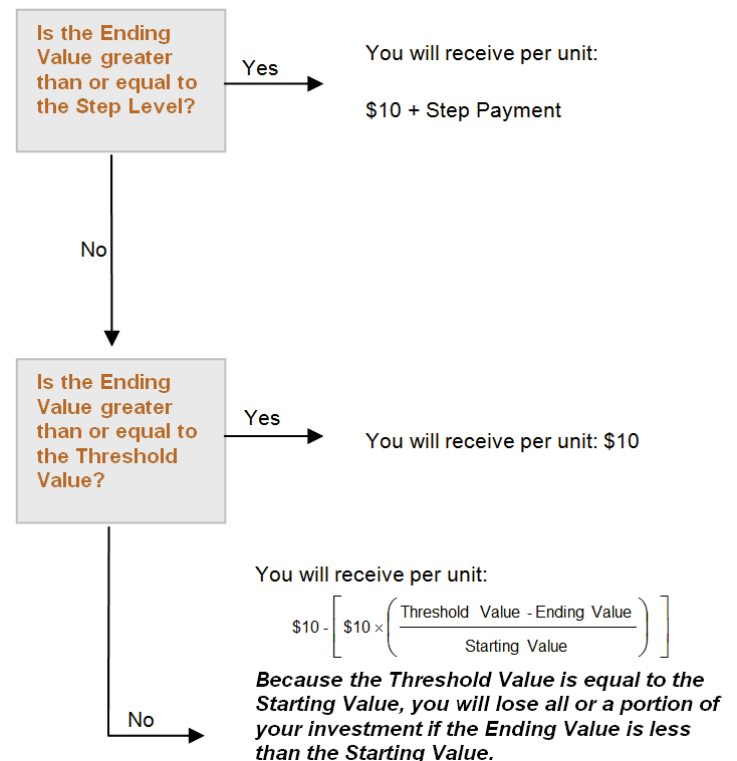 Is the Ending
Value greater
than or equal to
the Step Level?
Yes
You will receive per unit:
$10 + Step Payment
No
Is the Ending
Value greater
than or equal to
the Threshold
Value?
Yes
You will receive per unit: $10
You will receive per unit:
$10 - [ $10 × ( Threshold Value - Ending Value
Starting Value ) ]
Because the Threshold Value is equal to the
Starting Value, you will lose all or a portion of
your investment if the Ending Value is less
than the Starting Value.
No